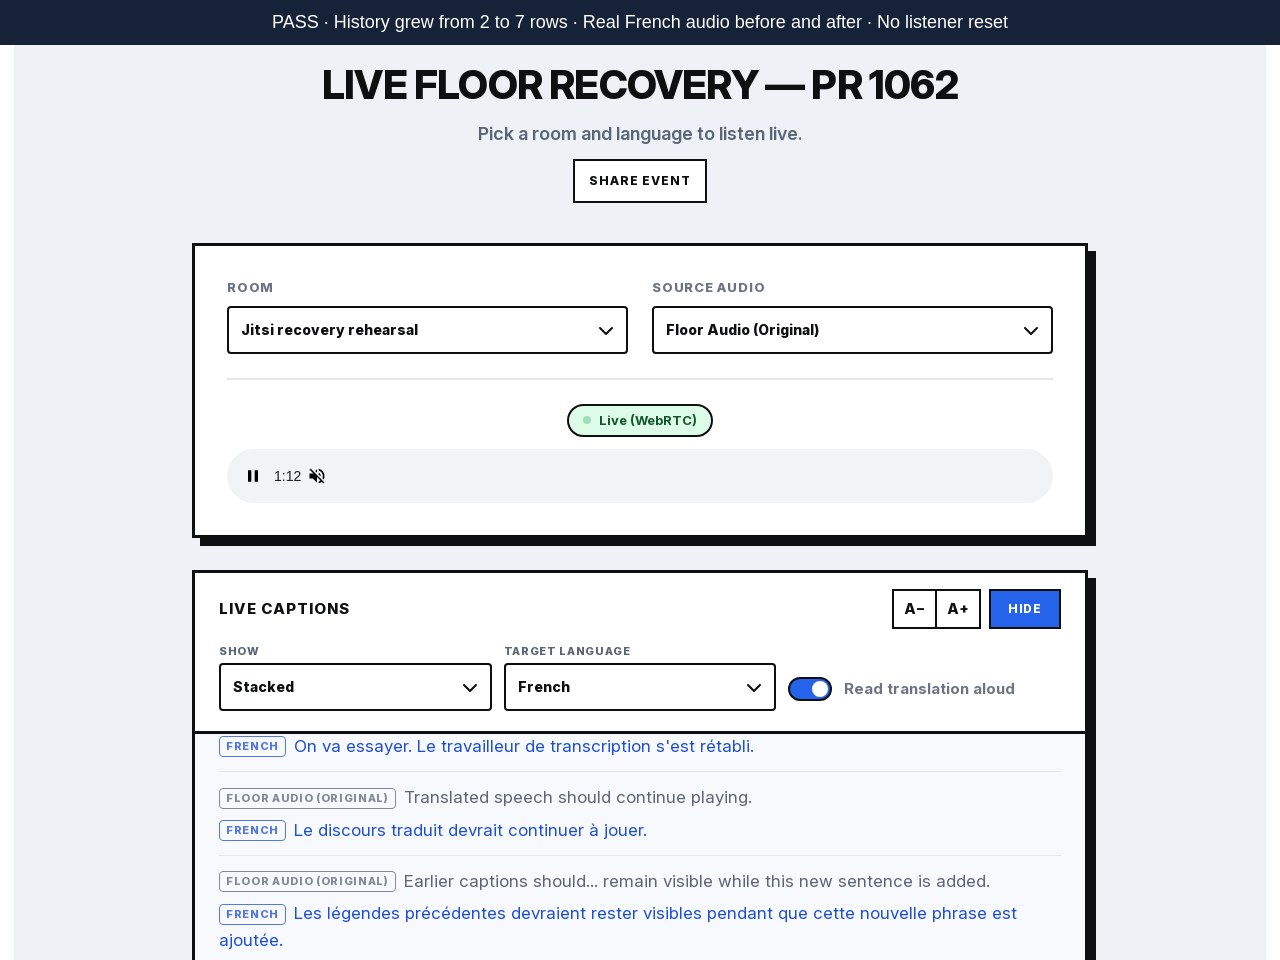 PASS · History grew from 2 to 7 rows · Real French audio before and after · No listener reset
LIVE FLOOR RECOVERY — PR 1062
Pick a room and language to listen live.
SHARE EVENT
ROOM
SOURCE AUDIO
Jitsi recovery rehearsal
Floor Audio (Original)
Live (WebRTC)
1:12
LIVE CAPTIONS
A−
A+
HIDE
SHOW
TARGET LANGUAGE
Stacked
French
Read translation aloud
FRENCH On va essayer. Le travailleur de transcription s'est rétabli.
FLOOR AUDIO (ORIGINAL) Translated speech should continue playing.
FRENCH Le discours traduit devrait continuer à jouer.
FLOOR AUDIO (ORIGINAL) Earlier captions should... remain visible while this new sentence is added.
FRENCH Les légendes précédentes devraient rester visibles pendant que cette nouvelle phrase est
ajoutée.